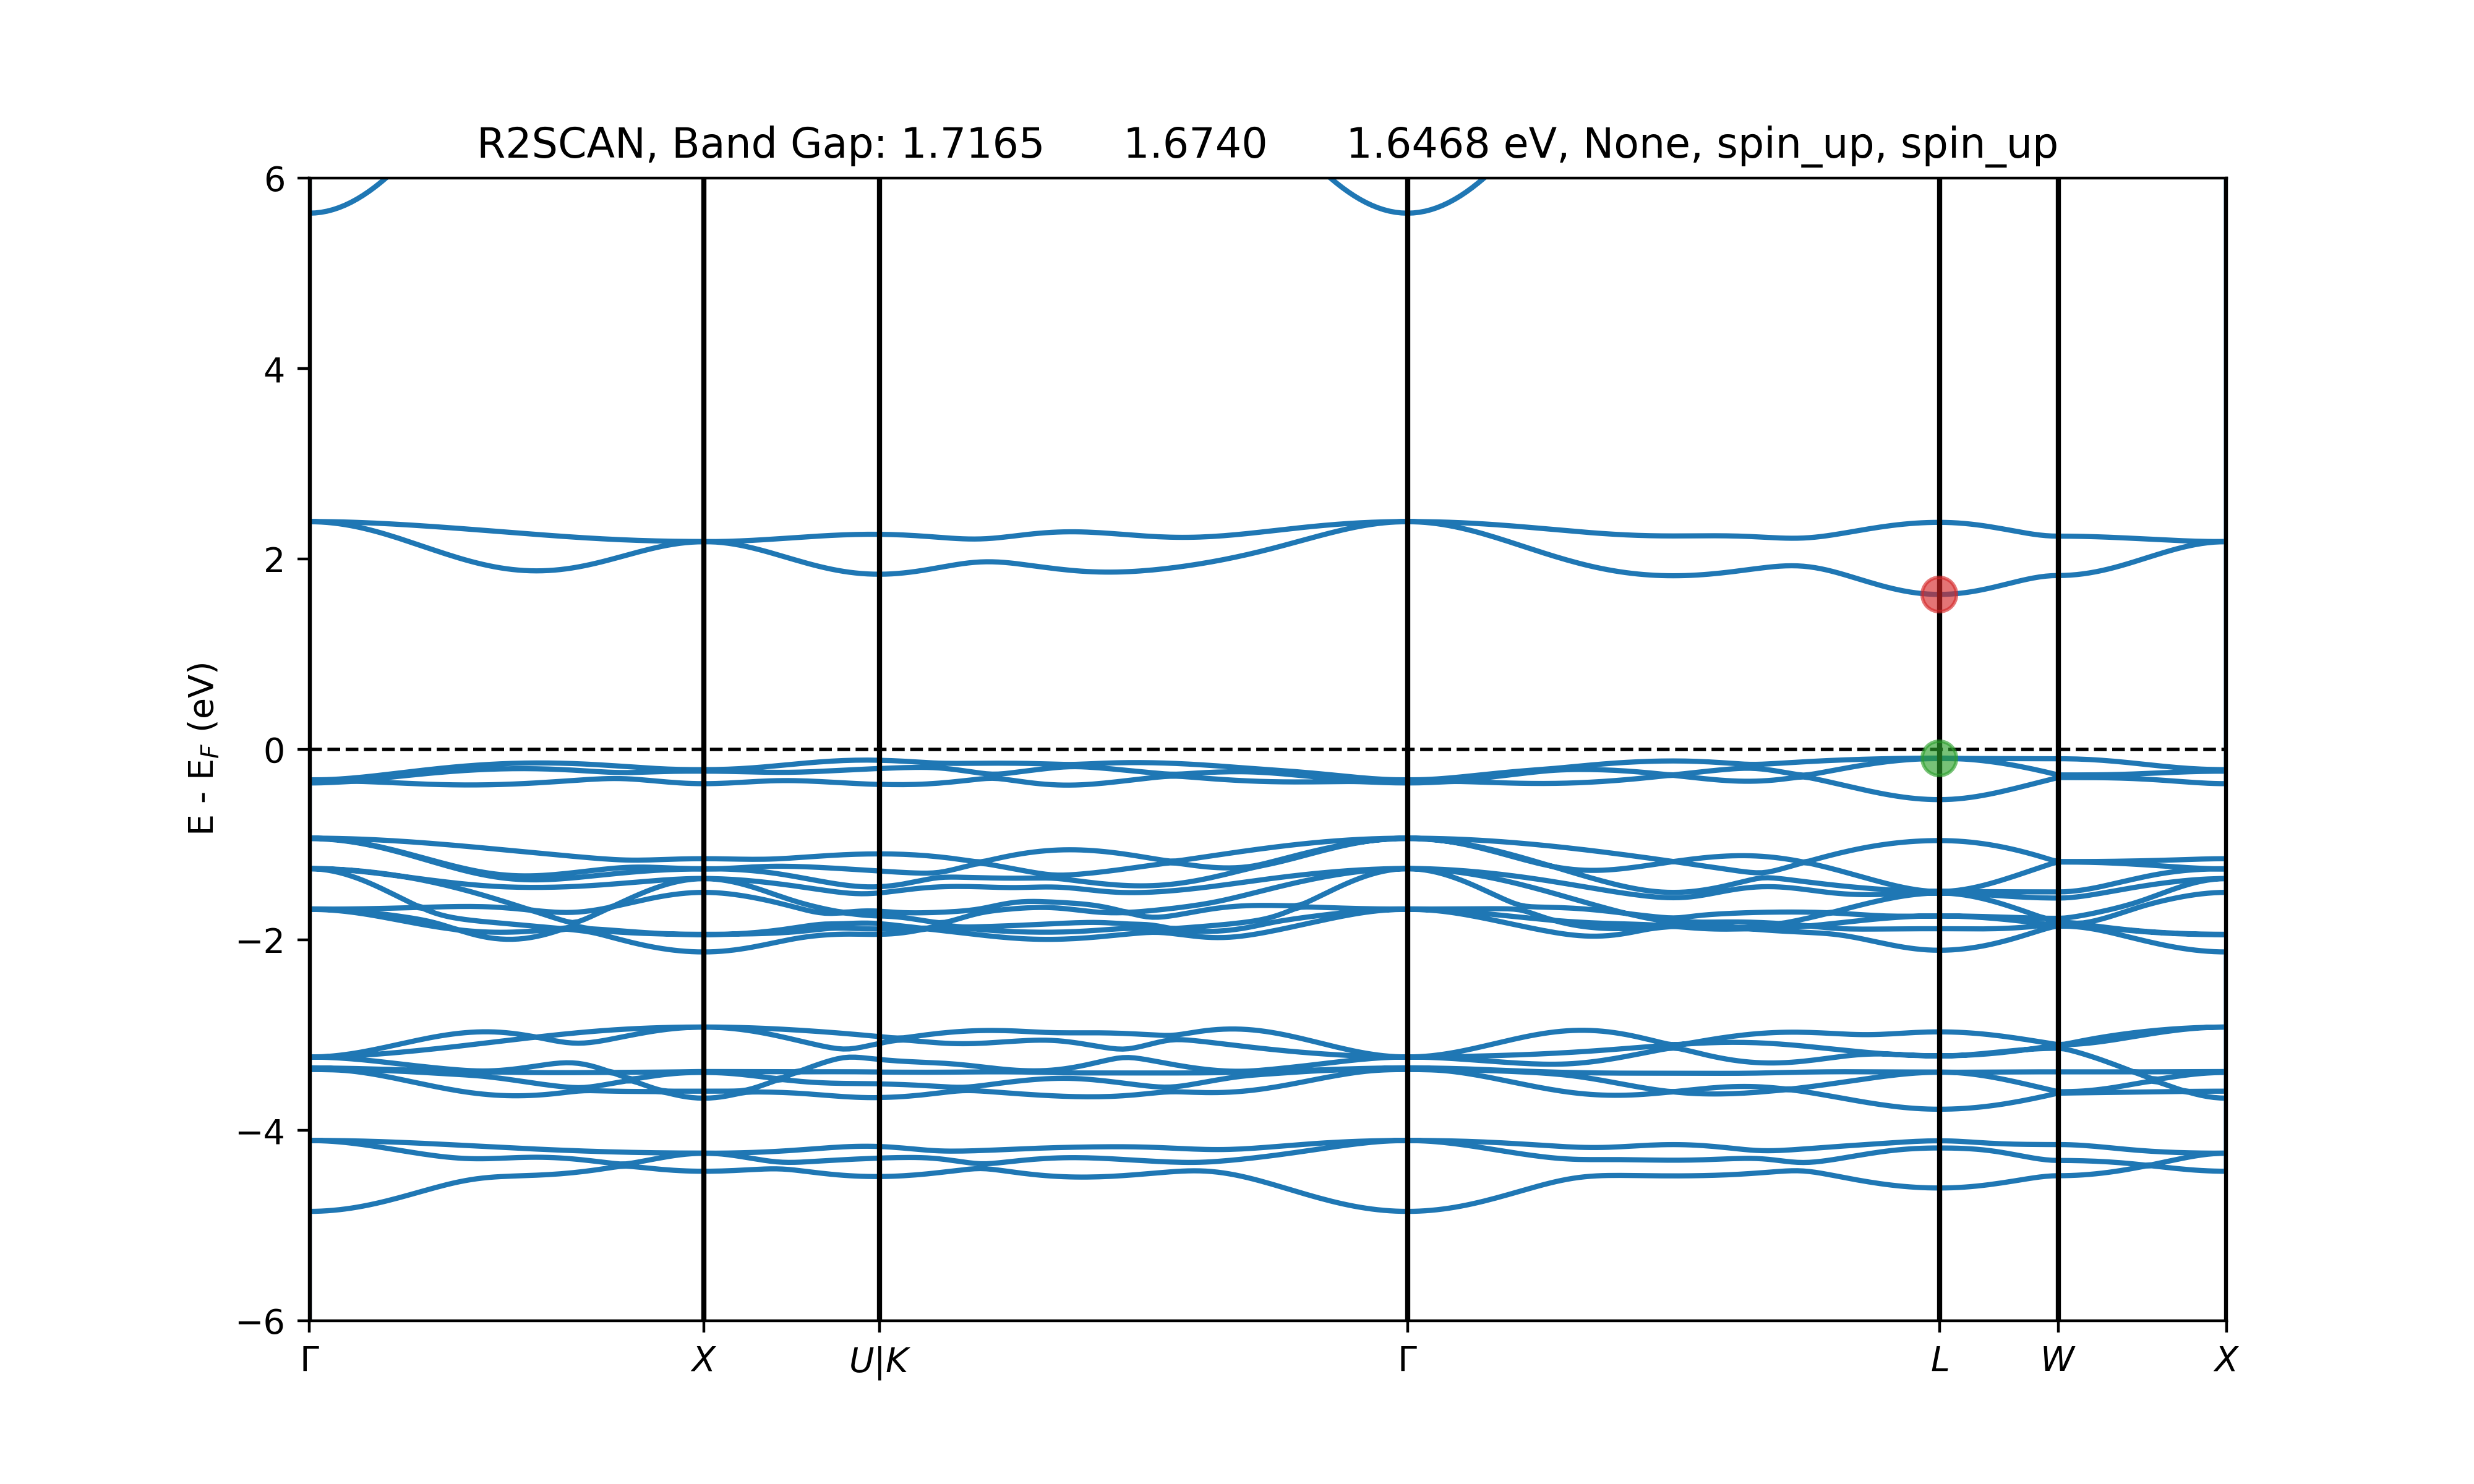 R2SCAN, Band Gap: 1.7165 1.6740 1.6468 eV, None, spin_up, spin_up
6
4
2
0
−2
−4
−6
E - E_F (eV)
Γ X U|K Γ L W X